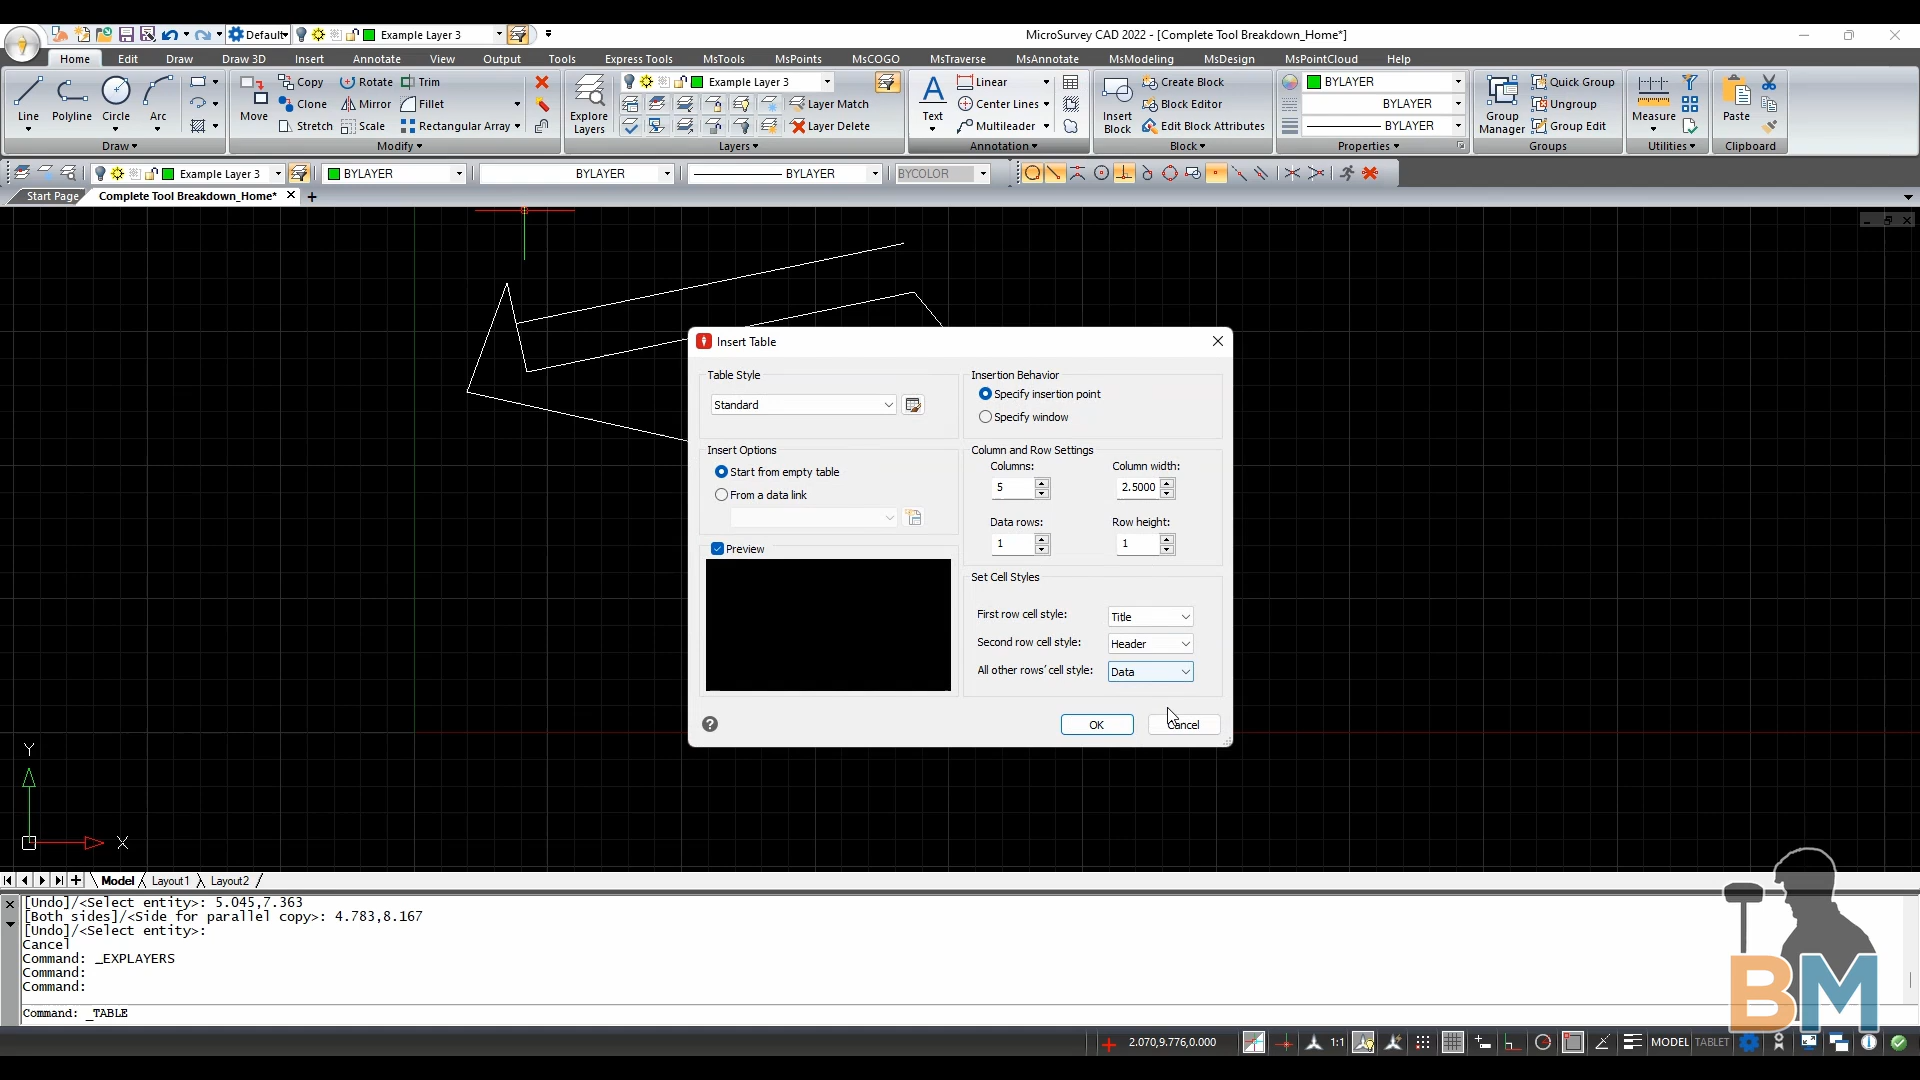 Default
Example Layer 3
MicroSurvey CAD 2022 - [Complete Tool Breakdown_Home*]
Home Edit Draw Draw 3D Insert Annotate View Output Tools Express Tools MsTools MsPoints MsCOGO MsTraverse MsAnnotate MsModeling MsDesign MsPointCloud Help
Line Polyline Circle Arc
Draw
Move Copy Rotate Trim
Clone Mirror Fillet
Stretch Scale Rectangular Array
Modify
Explore Layers
Example Layer 3
Layer Match
Layer Delete
Layers
Text
Linear
Center Lines
Multileader
Annotation
Insert Block
Create Block
Block Editor
Edit Block Attributes
Block
BYLAYER
BYLAYER
BYLAYER
Properties
Group Manager
Quick Group
Ungroup
Group Edit
Groups
Measure
Utilities
Paste
Clipboard
Example Layer 3 BYLAYER BYLAYER BYLAYER BYCOLOR
Start Page Complete Tool Breakdown_Home*
Insert Table
Table Style
Standard
Insert Options
Start from empty table
From a data link
Preview
Insertion Behavior
Specify insertion point
Specify window
Column and Row Settings
Columns: Column width:
5 2.5000
Data rows: Row height:
1 1
Set Cell Styles
First row cell style: Title
Second row cell style: Header
All other rows' cell style: Data
OK Cancel
Y
X
Model Layout1 Layout2
[Undo]/<Select entity>: 5.045,7.363
[Both sides]/<Side for parallel copy>: 4.783,8.167
[Undo]/<Select entity>:
Cancel
Command: _EXPLAYERS
Command:
Command:
Command: _TABLE
BM
2.070,9.776,0.000 1:1 MODEL TABLET